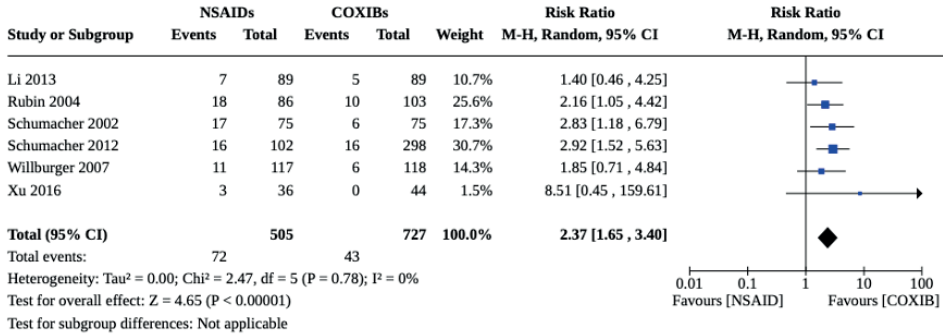 NSAIDs COXIBs Risk Ratio Risk Ratio
Study or Subgroup Events Total Events Total Weight M-H, Random, 95% CI M-H, Random, 95% CI
Li 2013 7 89 5 89 10.7% 1.40 [0.46 , 4.25]
Rubin 2004 18 86 10 103 25.6% 2.16 [1.05 , 4.42]
Schumacher 2002 17 75 6 75 17.3% 2.83 [1.18 , 6.79]
Schumacher 2012 16 102 16 298 30.7% 2.92 [1.52 , 5.63]
Willburger 2007 11 117 6 118 14.3% 1.85 [0.71 , 4.84]
Xu 2016 3 36 0 44 1.5% 8.51 [0.45 , 159.61]
Total (95% CI) 505 727 100.0% 2.37 [1.65 , 3.40]
Total events: 72 43
Heterogeneity: Tau² = 0.00; Chi² = 2.47, df = 5 (P = 0.78); I² = 0%
Test for overall effect: Z = 4.65 (P < 0.00001)
Test for subgroup differences: Not applicable
0.01 0.1 1 10 100
Favours [NSAID] Favours [COXIB]